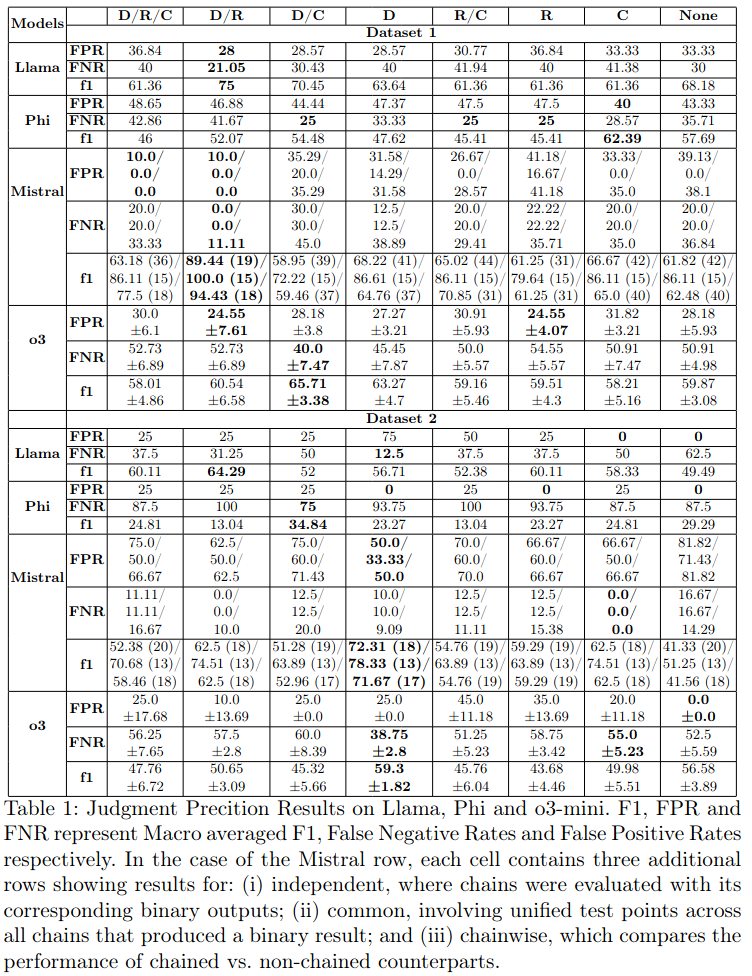 Models D/R/C D/R D/C D R/C R C None
Dataset 1
Llama FPR 36.84 28 28.57 28.57 30.77 36.84 33.33 33.33
FNR 40 21.05 30.43 40 41.94 40 41.38 30
f1 61.36 75 70.45 63.64 61.36 61.36 61.36 68.18
Phi FPR 48.65 46.88 44.44 47.37 47.5 47.5 40 43.33
FNR 42.86 41.67 25 33.33 25 25 28.57 35.71
f1 46 52.07 54.48 47.62 45.41 45.41 62.39 57.69
Mistral FPR 10.0/ 10.0/ 35.29/ 31.58/ 26.67/ 41.18/ 33.33/ 39.13/
0.0/ 0.0/ 20.0/ 14.29/ 0.0/ 16.67/ 0.0/ 0.0/
0.0 0.0 35.29 31.58 28.57 41.18 35.0 38.1
FNR 20.0/ 0.0/ 30.0/ 12.5/ 20.0/ 22.22/ 20.0/ 20.0/
20.0/ 0.0/ 30.0/ 12.5/ 20.0/ 22.22/ 20.0/ 20.0/
33.33 11.11 45.0 38.89 29.41 35.71 35.0 36.84
f1 63.18 (36)/ 89.44 (19)/ 58.95 (39)/ 68.22 (41)/ 65.02 (44)/ 61.25 (31)/ 66.67 (42)/ 61.82 (42)/
86.11 (15)/ 100.0 (15)/ 72.22 (15)/ 86.61 (15)/ 86.11 (15)/ 79.64 (15)/ 86.11 (15)/ 86.11 (15)/
77.5 (18) 94.43 (18) 59.46 (37) 64.76 (37) 70.85 (31) 61.25 (31) 65.0 (40) 62.48 (40)
o3 FPR 30.0 24.55 28.18 27.27 30.91 24.55 31.82 28.18
±6.1 ±7.61 ±3.8 ±3.21 ±5.93 ±4.07 ±3.21 ±5.93
FNR 52.73 52.73 40.0 45.45 50.0 54.55 50.91 50.91
±6.89 ±6.89 ±7.47 ±7.87 ±5.57 ±5.57 ±7.47 ±4.98
f1 58.01 60.54 65.71 63.27 59.16 59.51 58.21 59.87
±4.86 ±6.58 ±3.38 ±4.7 ±5.46 ±4.3 ±5.16 ±3.08
Dataset 2
Llama FPR 25 25 25 75 50 25 0 0
FNR 37.5 31.25 50 12.5 37.5 37.5 50 62.5
f1 60.11 64.29 52 56.71 52.38 60.11 58.33 49.49
Phi FPR 25 25 25 0 25 0 25 0
FNR 87.5 100 75 93.75 100 93.75 87.5 87.5
f1 24.81 13.04 34.84 23.27 13.04 23.27 24.81 29.29
Mistral FPR 75.0/ 62.5/ 75.0/ 50.0/ 70.0/ 66.67/ 66.67/ 81.82/
50.0/ 50.0/ 60.0/ 33.33/ 60.0/ 60.0/ 50.0/ 71.43/
66.67 62.5 71.43 50.0 70.0 66.67 66.67 81.82
FNR 11.11/ 0.0/ 12.5/ 10.0/ 12.5/ 12.5/ 0.0/ 16.67/
11.11/ 0.0/ 12.5/ 10.0/ 12.5/ 12.5/ 0.0/ 16.67/
16.67 10.0 20.0 9.09 11.11 15.38 0.0 14.29
f1 52.38 (20)/ 62.5 (18)/ 51.28 (19)/ 72.31 (18)/ 54.76 (19)/ 59.29 (19)/ 62.5 (18)/ 41.33 (20)/
70.68 (13)/ 74.51 (13)/ 63.89 (13)/ 78.33 (13)/ 63.89 (13)/ 63.89 (13)/ 74.51 (13)/ 51.25 (13)/
58.46 (18) 62.5 (18) 52.96 (17) 71.67 (17) 54.76 (19) 59.29 (19) 62.5 (18) 41.56 (18)
o3 FPR 25.0 10.0 25.0 25.0 45.0 35.0 20.0 0.0
±17.68 ±13.69 ±0.0 ±0.0 ±11.18 ±13.69 ±11.18 ±0.0
FNR 56.25 57.5 60.0 38.75 51.25 58.75 55.0 52.5
±7.65 ±2.8 ±8.39 ±2.8 ±5.23 ±3.42 ±5.23 ±5.59
f1 47.76 50.65 45.32 59.3 45.76 43.68 49.98 56.58
±6.72 ±3.09 ±5.66 ±1.82 ±6.04 ±4.46 ±5.51 ±3.89
Table 1: Judgment Precition Results on Llama, Phi and o3-mini. F1, FPR and
FNR represent Macro averaged F1, False Negative Rates and False Positive Rates
respectively. In the case of the Mistral row, each cell contains three additional
rows showing results for: (i) independent, where chains were evaluated with its
corresponding binary outputs; (ii) common, involving unified test points across
all chains that produced a binary result; and (iii) chainwise, which compares the
performance of chained vs. non-chained counterparts.